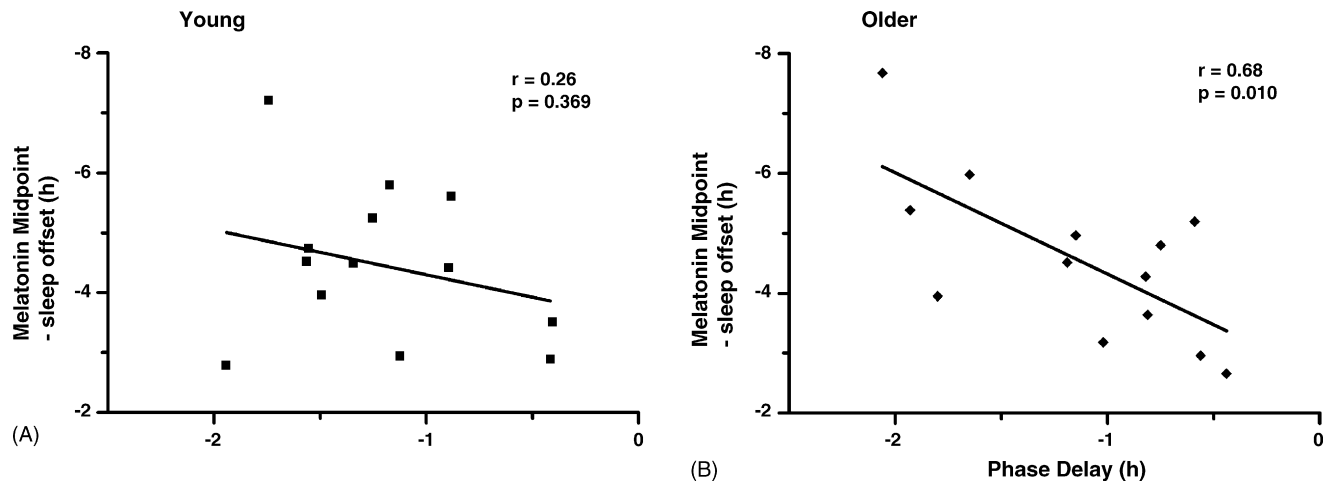 Young
r = 0.26
p = 0.369
Melatonin Midpoint
- sleep offset (h)
-8
-6
-4
-2
-2
-1
0
(A)
Older
r = 0.68
p = 0.010
Melatonin Midpoint
- sleep offset (h)
-8
-6
-4
-2
-2
-1
0
Phase Delay (h)
(B)